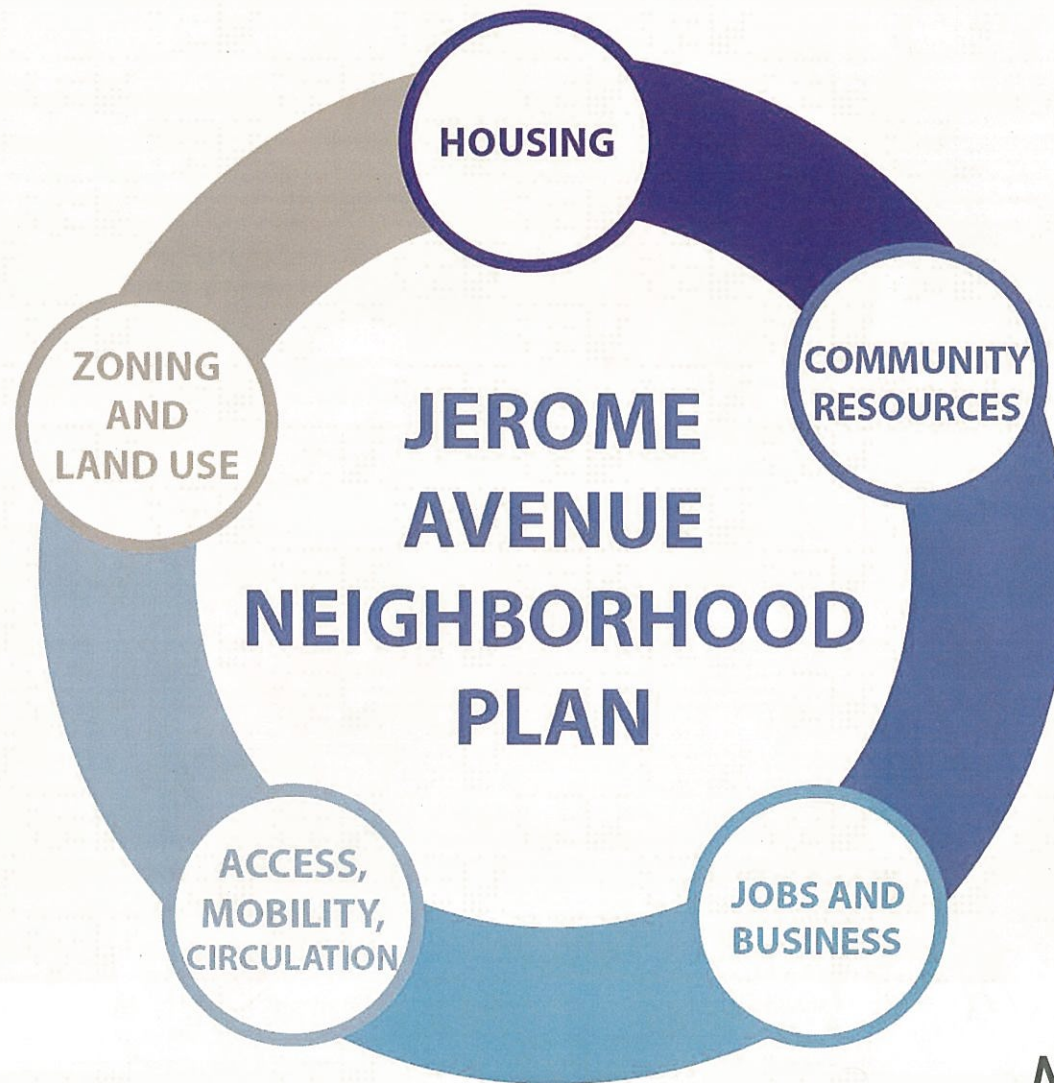 HOUSING
COMMUNITY
RESOURCES
JOBS AND
BUSINESS
ACCESS,
MOBILITY,
CIRCULATION
ZONING
AND
LAND USE
JEROME
AVENUE
NEIGHBORHOOD
PLAN